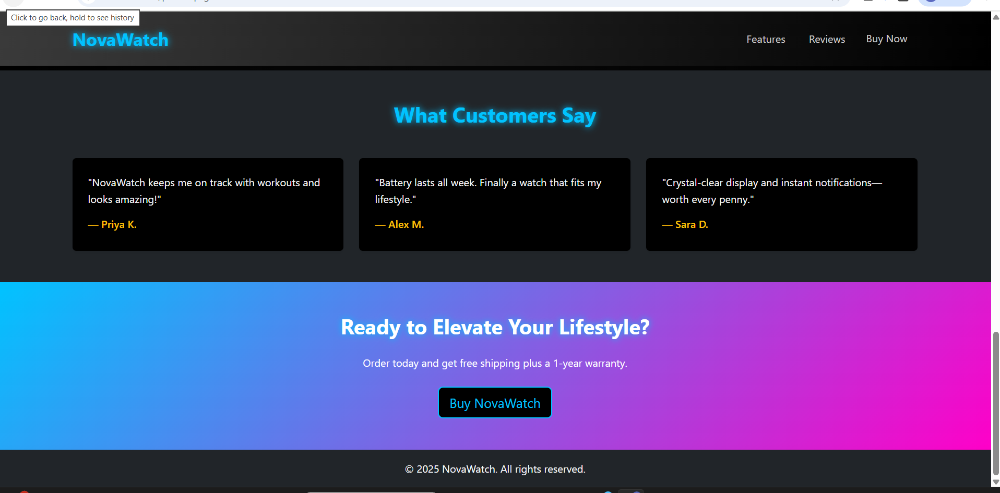 Click to go back, hold to see history
NovaWatch
Features
Reviews
Buy Now
What Customers Say
"NovaWatch keeps me on track with workouts and
looks amazing!"
— Priya K.
"Battery lasts all week. Finally a watch that fits my
lifestyle."
— Alex M.
"Crystal-clear display and instant notifications—
worth every penny."
— Sara D.
Ready to Elevate Your Lifestyle?
Order today and get free shipping plus a 1-year warranty.
Buy NovaWatch
© 2025 NovaWatch. All rights reserved.